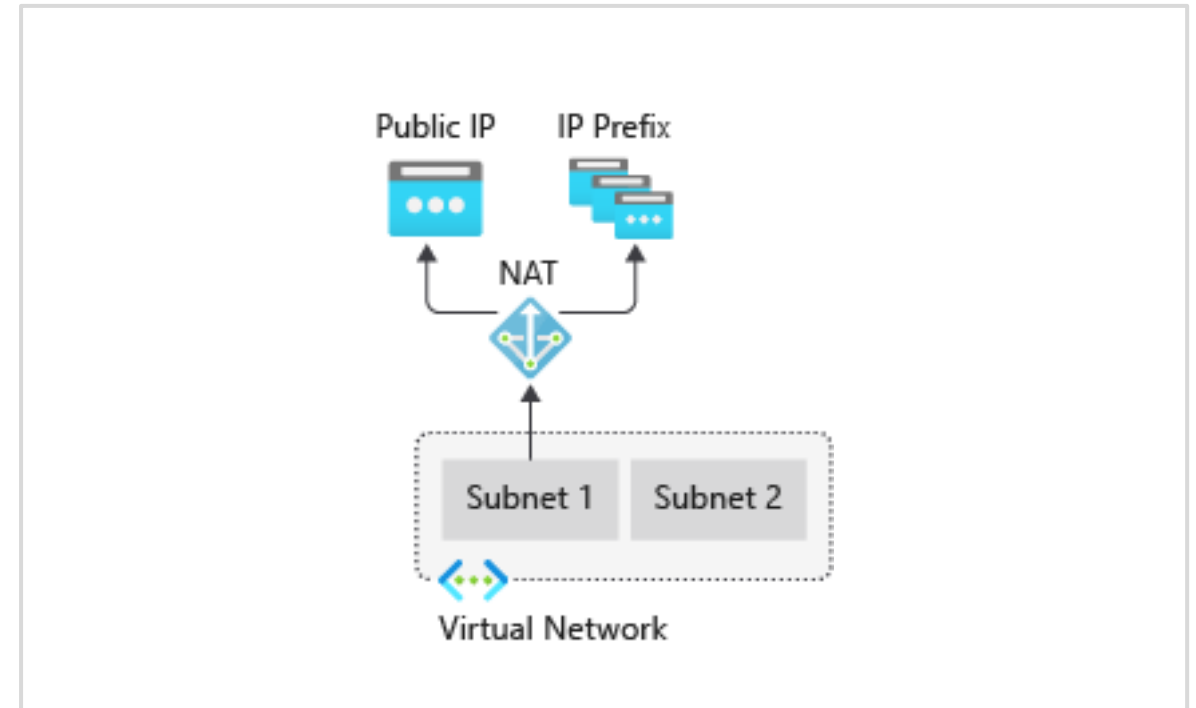 Public IP
IP Prefix
NAT
Subnet 1
Subnet 2
Virtual Network